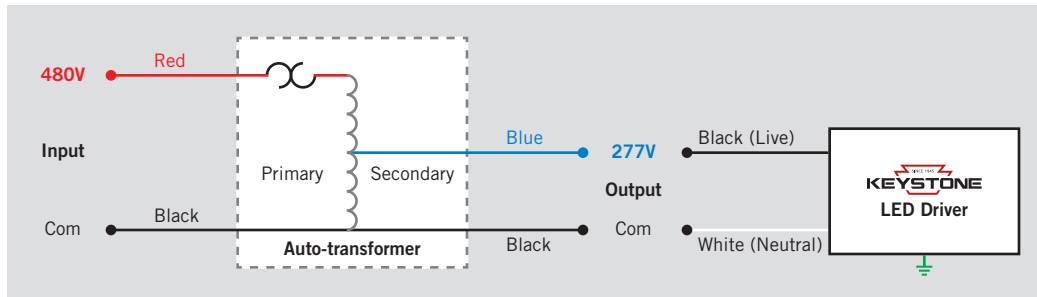 480V
Red
Input
Primary
Secondary
Com
Black
Auto-transformer
Blue
277V
Output
Black
Com
Black (Live)
White (Neutral)
SINCE 1945
KEYSTONE
LED Driver